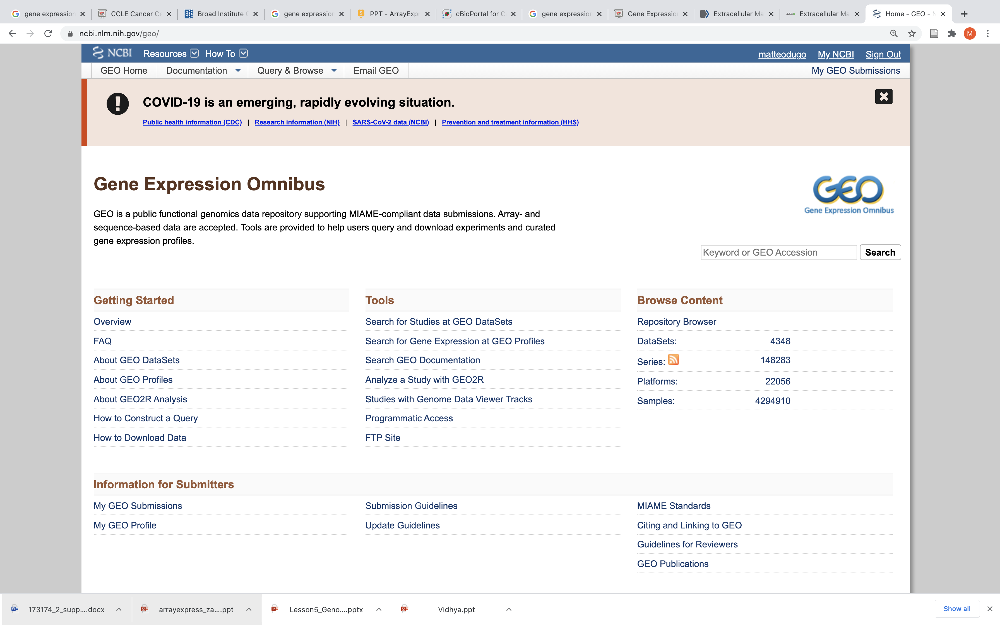 gene expression
CCLE Cancer Ce
Broad Institute
gene expression
PPT - ArrayExpr
cBioPortal for C
gene expression
Gene Expression
Extracellular Ma
AACR
Extracellular Ma
Home - GEO - N
ncbi.nlm.nih.gov/geo/
M
NCBI Resources How To matteodugo My NCBI Sign Out
GEO Home Documentation Query & Browse Email GEO My GEO Submissions
COVID-19 is an emerging, rapidly evolving situation.
Public health information (CDC) | Research information (NIH) | SARS-CoV-2 data (NCBI) | Prevention and treatment information (HHS)
Gene Expression Omnibus
GEO
Gene Expression Omnibus
GEO is a public functional genomics data repository supporting MIAME-compliant data submissions. Array- and
sequence-based data are accepted. Tools are provided to help users query and download experiments and curated
gene expression profiles.
Keyword or GEO Accession Search
Getting Started
Overview
FAQ
About GEO DataSets
About GEO Profiles
About GEO2R Analysis
How to Construct a Query
How to Download Data
Tools
Search for Studies at GEO DataSets
Search for Gene Expression at GEO Profiles
Search GEO Documentation
Analyze a Study with GEO2R
Studies with Genome Data Viewer Tracks
Programmatic Access
FTP Site
Browse Content
Repository Browser
DataSets: 4348
Series: 148283
Platforms: 22056
Samples: 4294910
Information for Submitters
My GEO Submissions
My GEO Profile
Submission Guidelines
Update Guidelines
MIAME Standards
Citing and Linking to GEO
Guidelines for Reviewers
GEO Publications
173174_2_supp....docx
arrayexpress_za....ppt
Lesson5_Geno....pptx
Vidhya.ppt
Show all